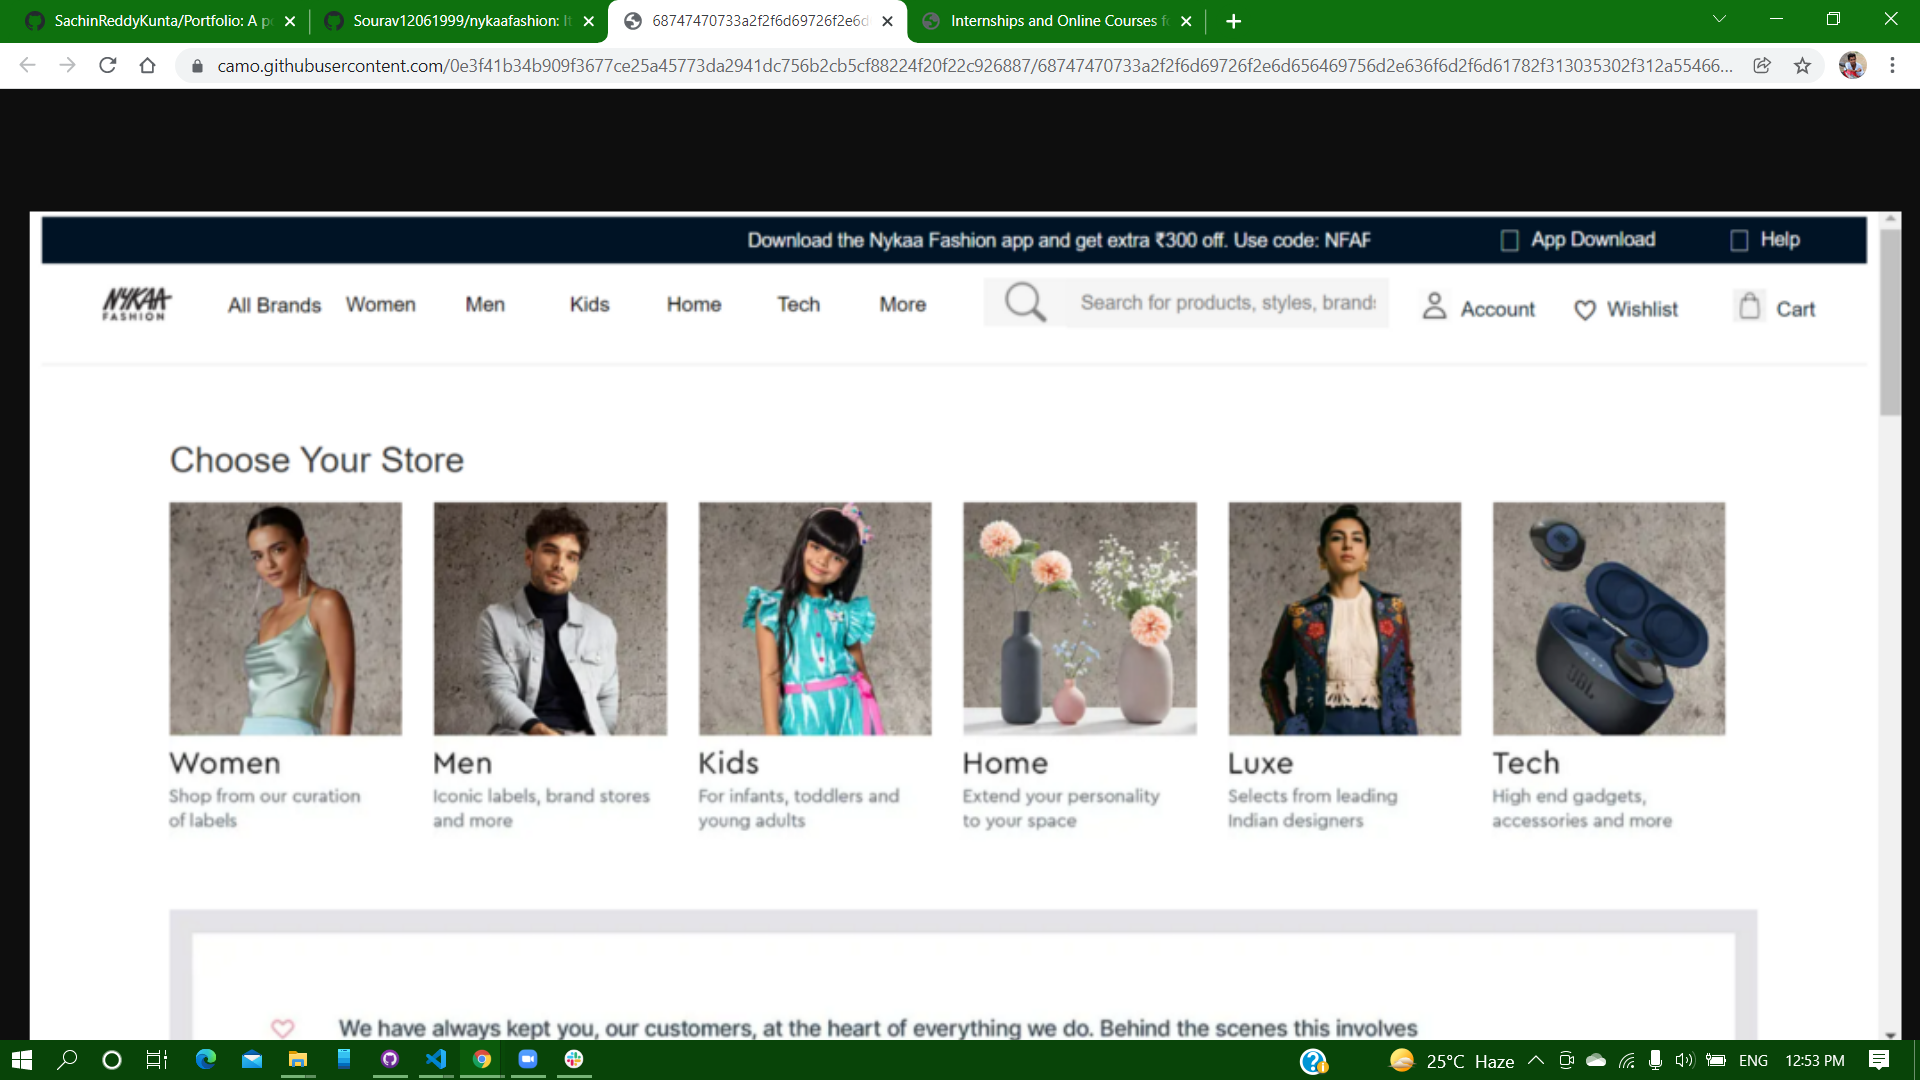 SachinReddyKunta/Portfolio: A p
Sourav12061999/nykaafashion: It
68747470733a2f2f6d69726f2e6d
Internships and Online Courses f
camo.githubusercontent.com/0e3f41b34b909f3677ce25a45773da2941dc756b2cb5cf88224f20f22c926887/68747470733a2f2f6d69726f2e6d656469756d2e636f6d2f6d61782f313035302f312a55466...
Download the Nykaa Fashion app and get extra ₹300 off. Use code: NFAF
App Download
Help
NYKAA
FASHION
All Brands
Women
Men
Kids
Home
Tech
More
Search for products, styles, brands
Account
Wishlist
Cart
Choose Your Store
JBL
Women
Shop from our curation
of labels
Men
Iconic labels, brand stores
and more
Kids
For infants, toddlers and
young adults
Home
Extend your personality
to your space
Luxe
Selects from leading
Indian designers
Tech
High end gadgets,
accessories and more
We have always kept you, our customers, at the heart of everything we do. Behind the scenes this involves
25°C Haze
ENG
12:53 PM